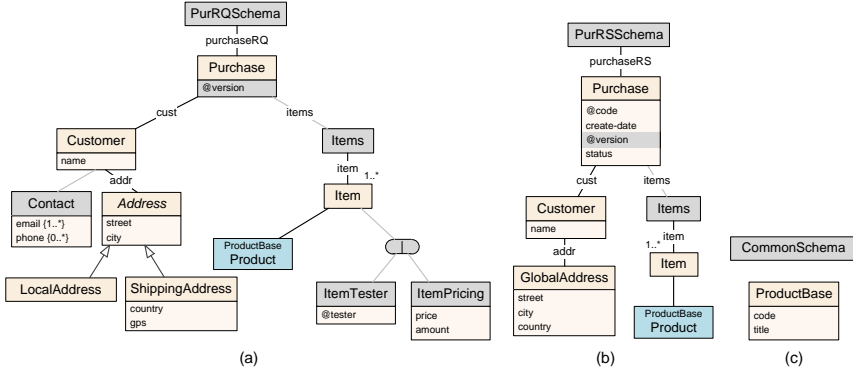 PurRQSchema
purchaseRQ
Purchase
@version
cust
items
Customer
name
addr
Contact
email {1..*}
phone {0..*}
Address
street
city
LocalAddress
ShippingAddress
country
gps
Items
item
1..*
Item
ProductBase
Product
|
ItemTester
@tester
ItemPricing
price
amount
(a)
PurRSSchema
purchaseRS
Purchase
@code
create-date
@version
status
cust
items
Customer
name
addr
GlobalAddress
street
city
country
Items
item
1..*
Item
ProductBase
Product
(b)
CommonSchema
ProductBase
code
title
(c)